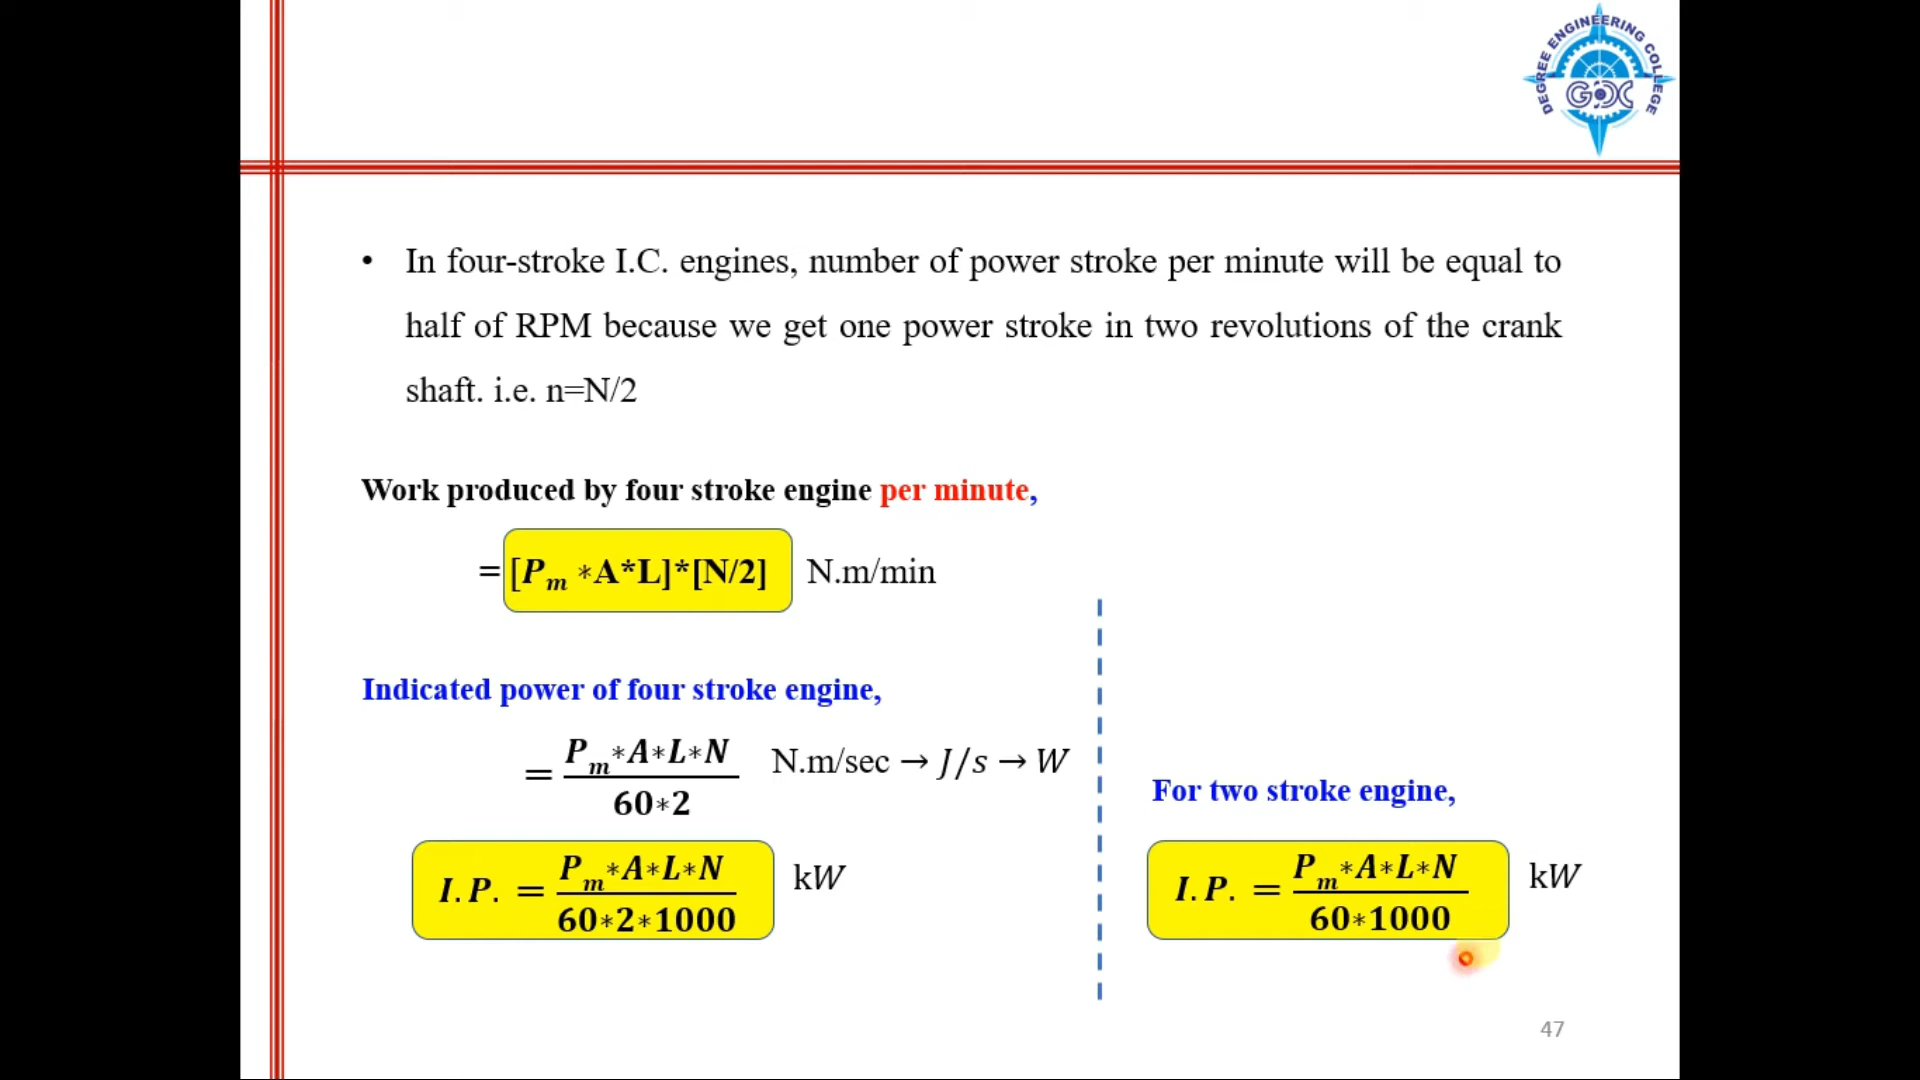 DEGREE ENGINEERING COLLEGE
GEC
• In four-stroke I.C. engines, number of power stroke per minute will be equal to
half of RPM because we get one power stroke in two revolutions of the crank
shaft. i.e. n=N/2
Work produced by four stroke engine per minute,
= [Pₘ *A*L]*[N/2] N.m/min
Indicated power of four stroke engine,
= Pₘ*A*L*N / 60*2 N.m/sec → J/s → W
For two stroke engine,
I.P. = Pₘ*A*L*N / 60*2*1000 kW
I.P. = Pₘ*A*L*N / 60*1000 kW
47